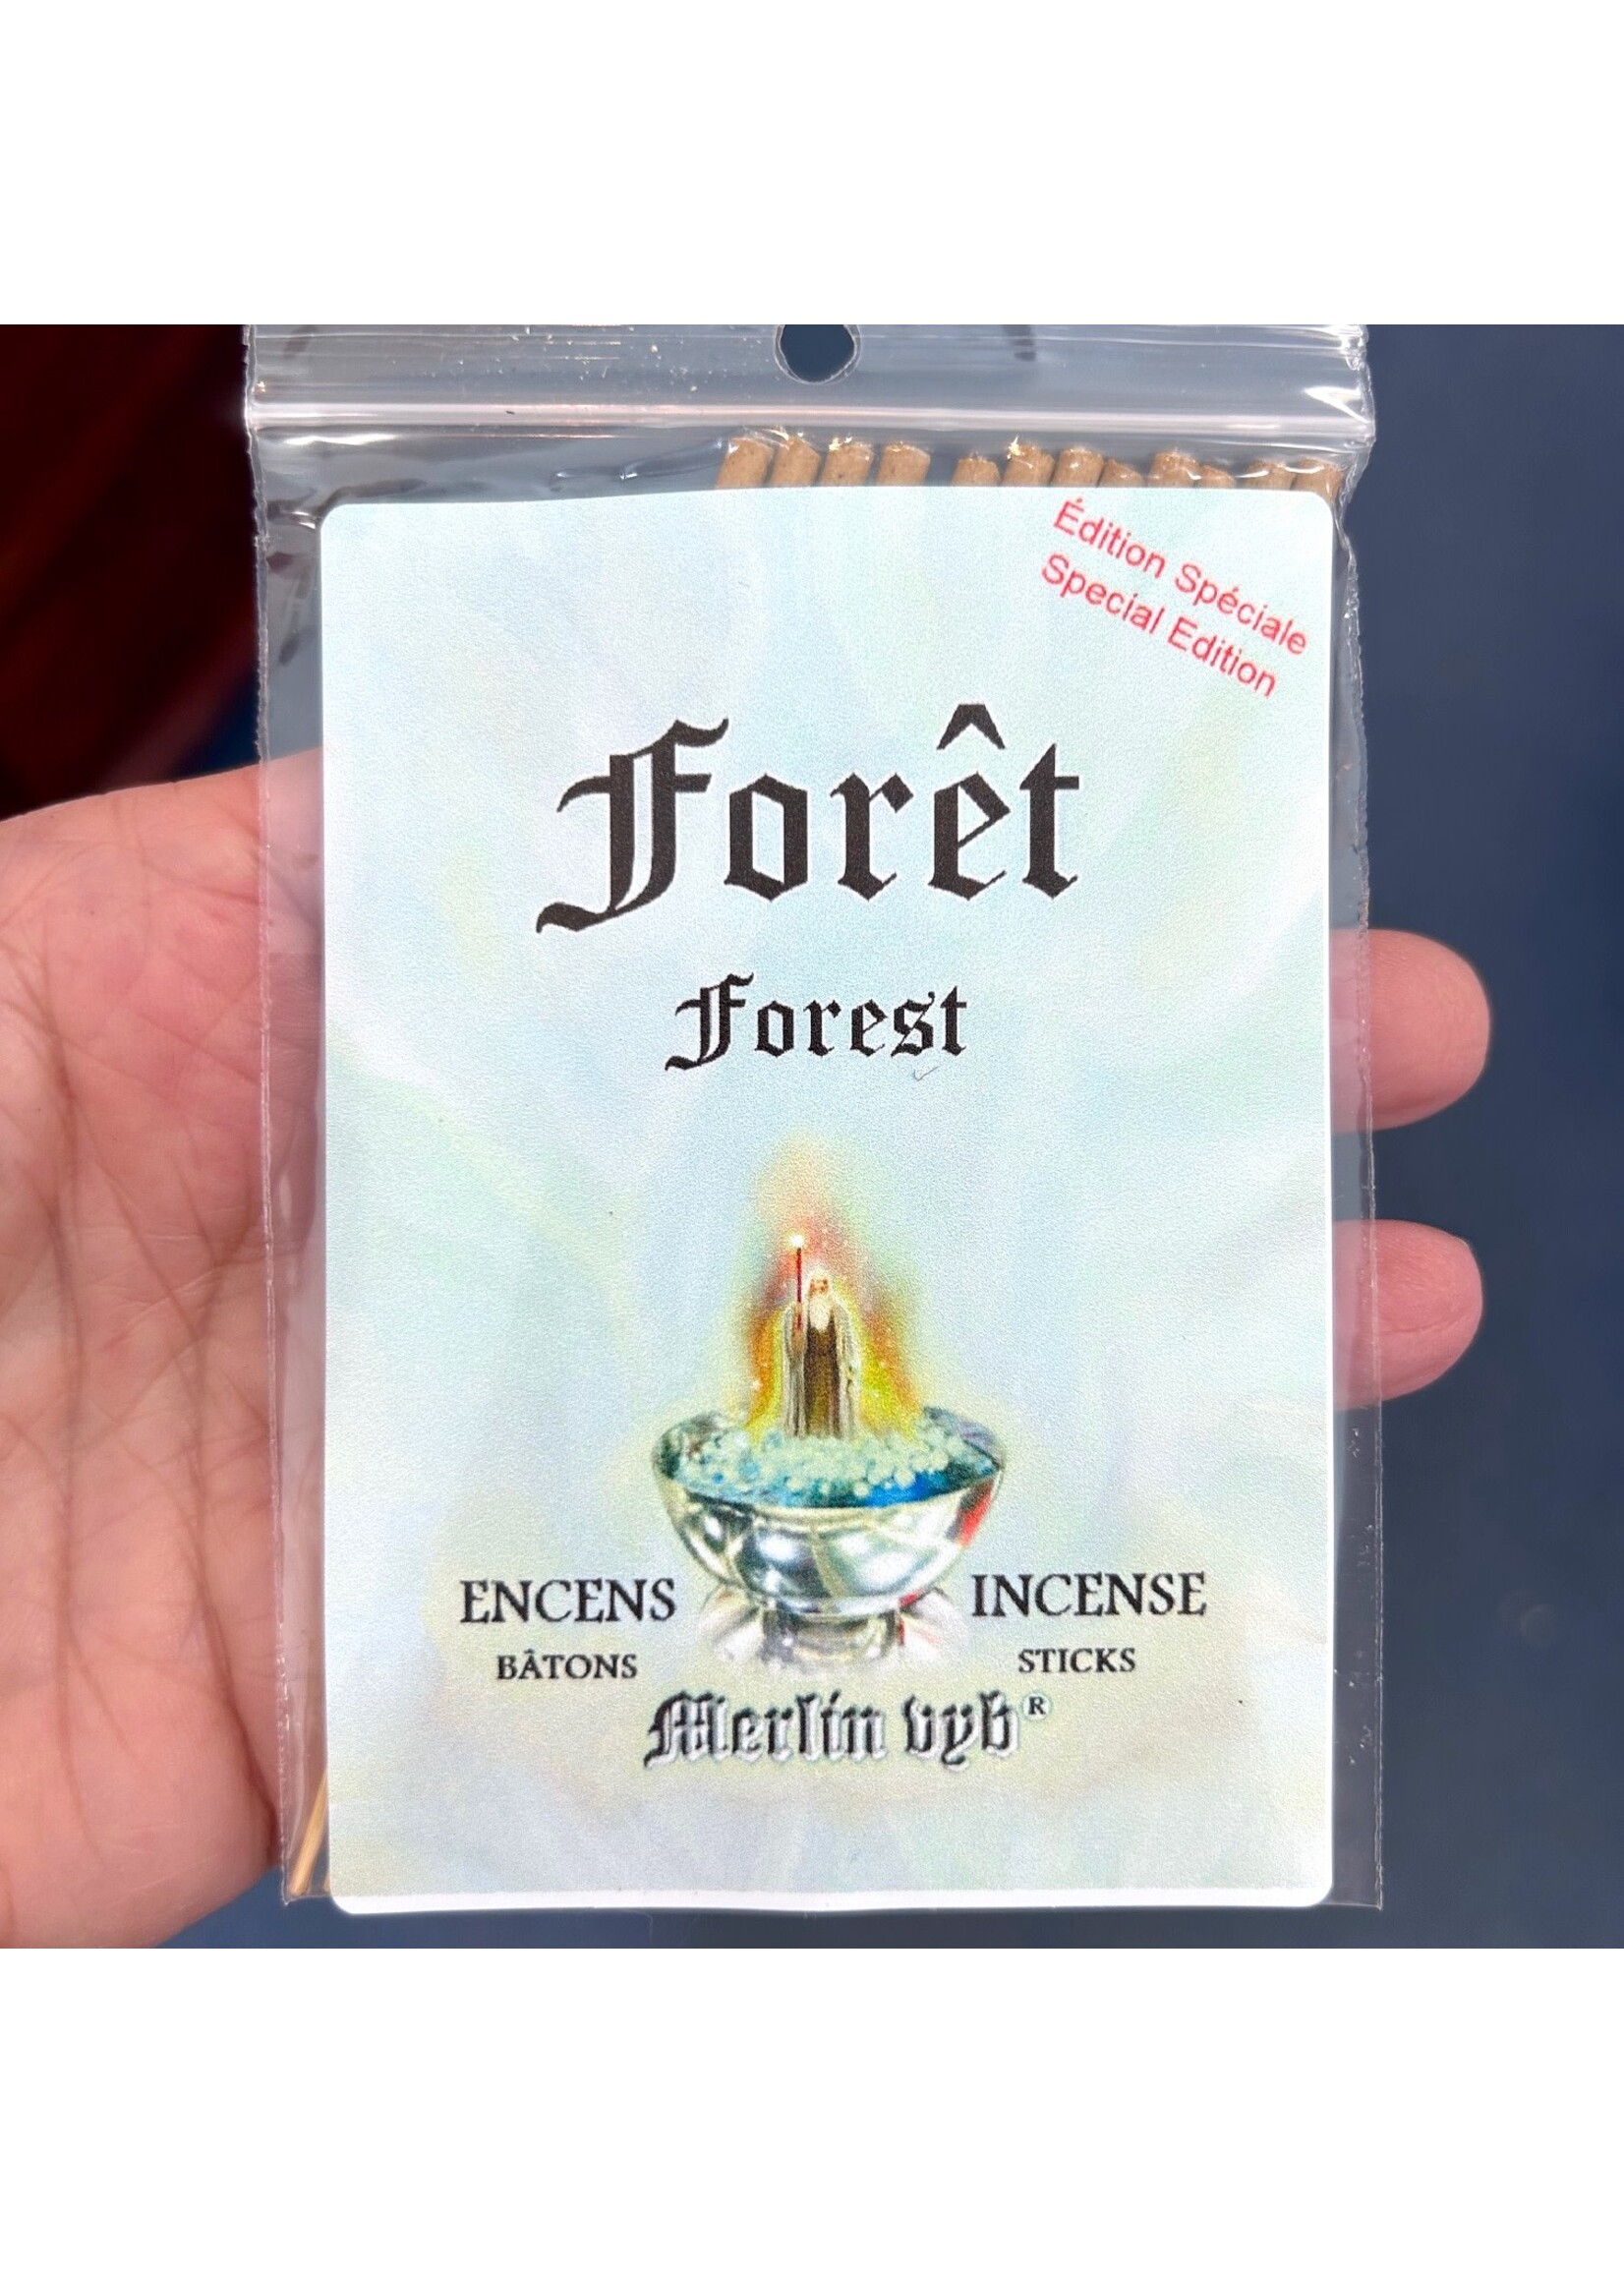 Édition Spéciale
Special Edition
Forêt
Forest
ENCENS
BÂTONS
INCENSE
STICKS
Merlin vyb®